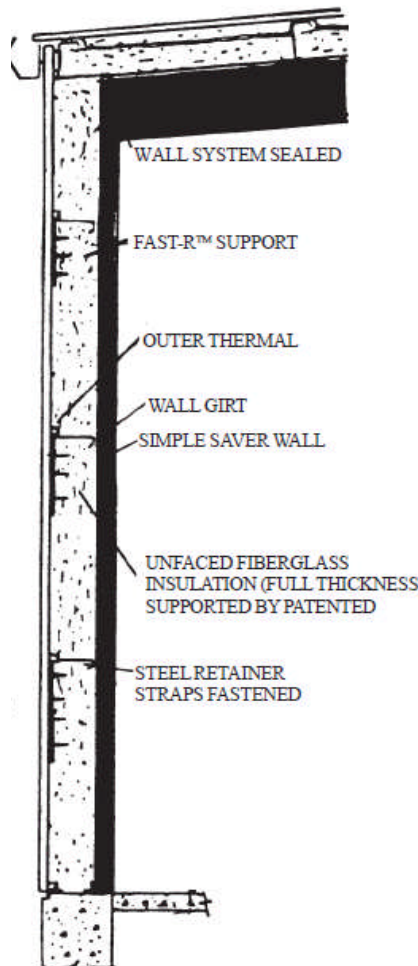 WALL SYSTEM SEALED
FAST-R™ SUPPORT
OUTER THERMAL
WALL GIRT
SIMPLE SAVER WALL
UNFACED FIBERGLASS
INSULATION (FULL THICKNESS
SUPPORTED BY PATENTED
STEEL RETAINER
STRAPS FASTENED